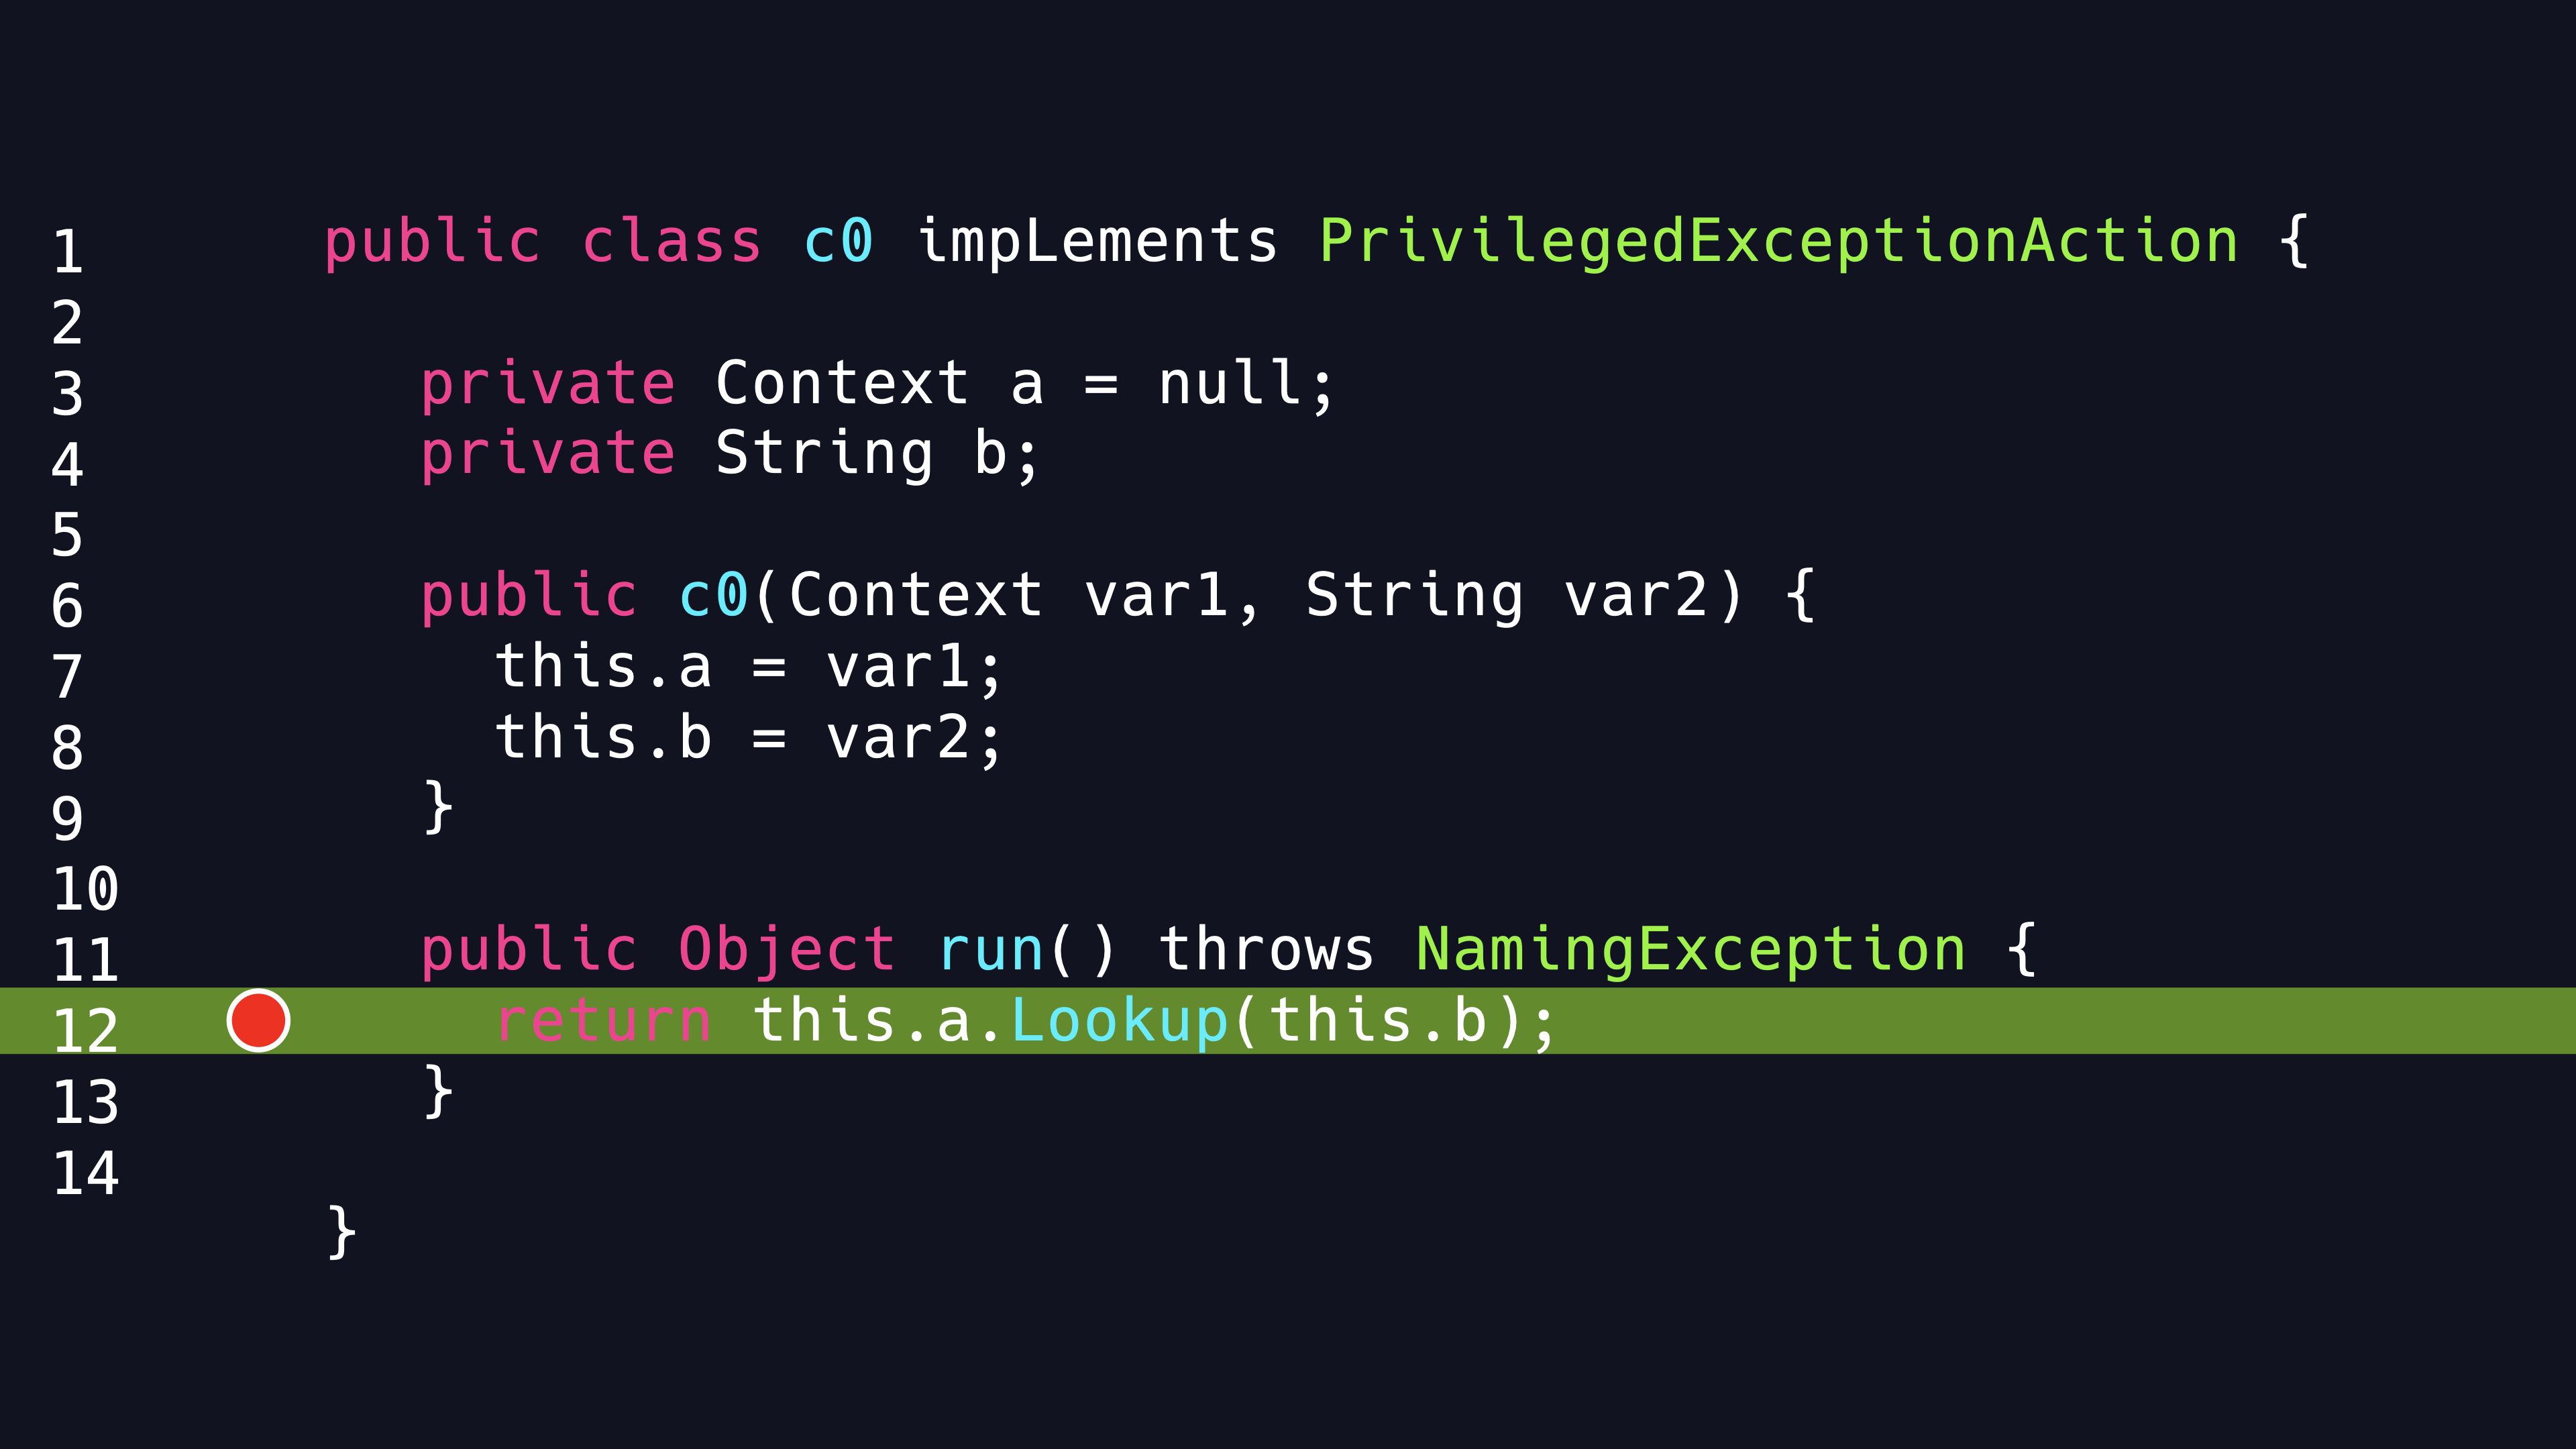 1 public class c0 impLements PrivilegedExceptionAction {
2
3 private Context a = null;
4 private String b;
5
6 public c0(Context var1, String var2) {
7 this.a = var1;
8 this.b = var2;
9 }
10
11 public Object run() throws NamingException {
12 return this.a.Lookup(this.b);
13 }
14
}